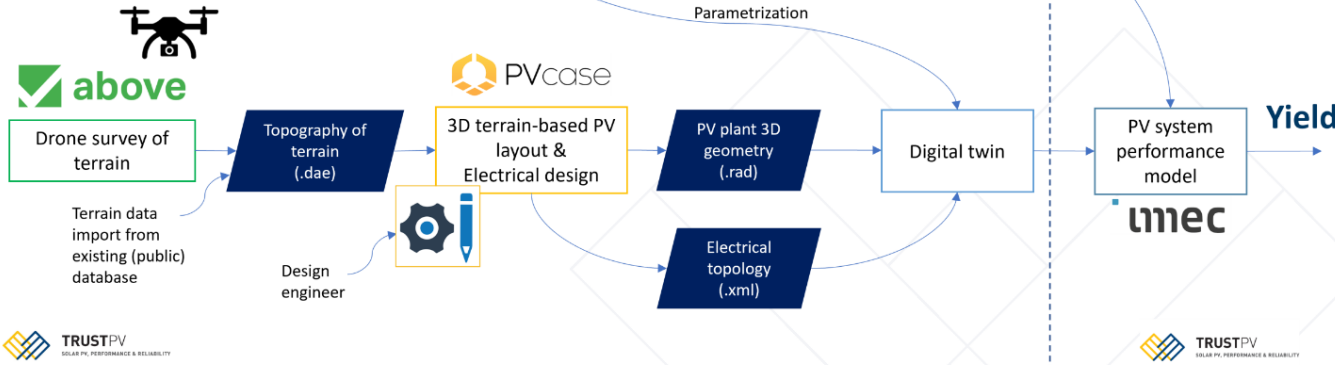 Parametrization
above
PVcase
Drone survey of
terrain
Topography of
terrain
(.dae)
3D terrain-based PV
layout &
Electrical design
PV plant 3D
geometry
(.rad)
Digital twin
PV system
performance
model
Yield
imec
Terrain data
import from
existing (public)
database
Design
engineer
Electrical
topology
(.xml)
TRUSTPV
SOLAR PV, PERFORMANCE & RELIABILITY
TRUSTPV
SOLAR PV, PERFORMANCE & RELIABILITY